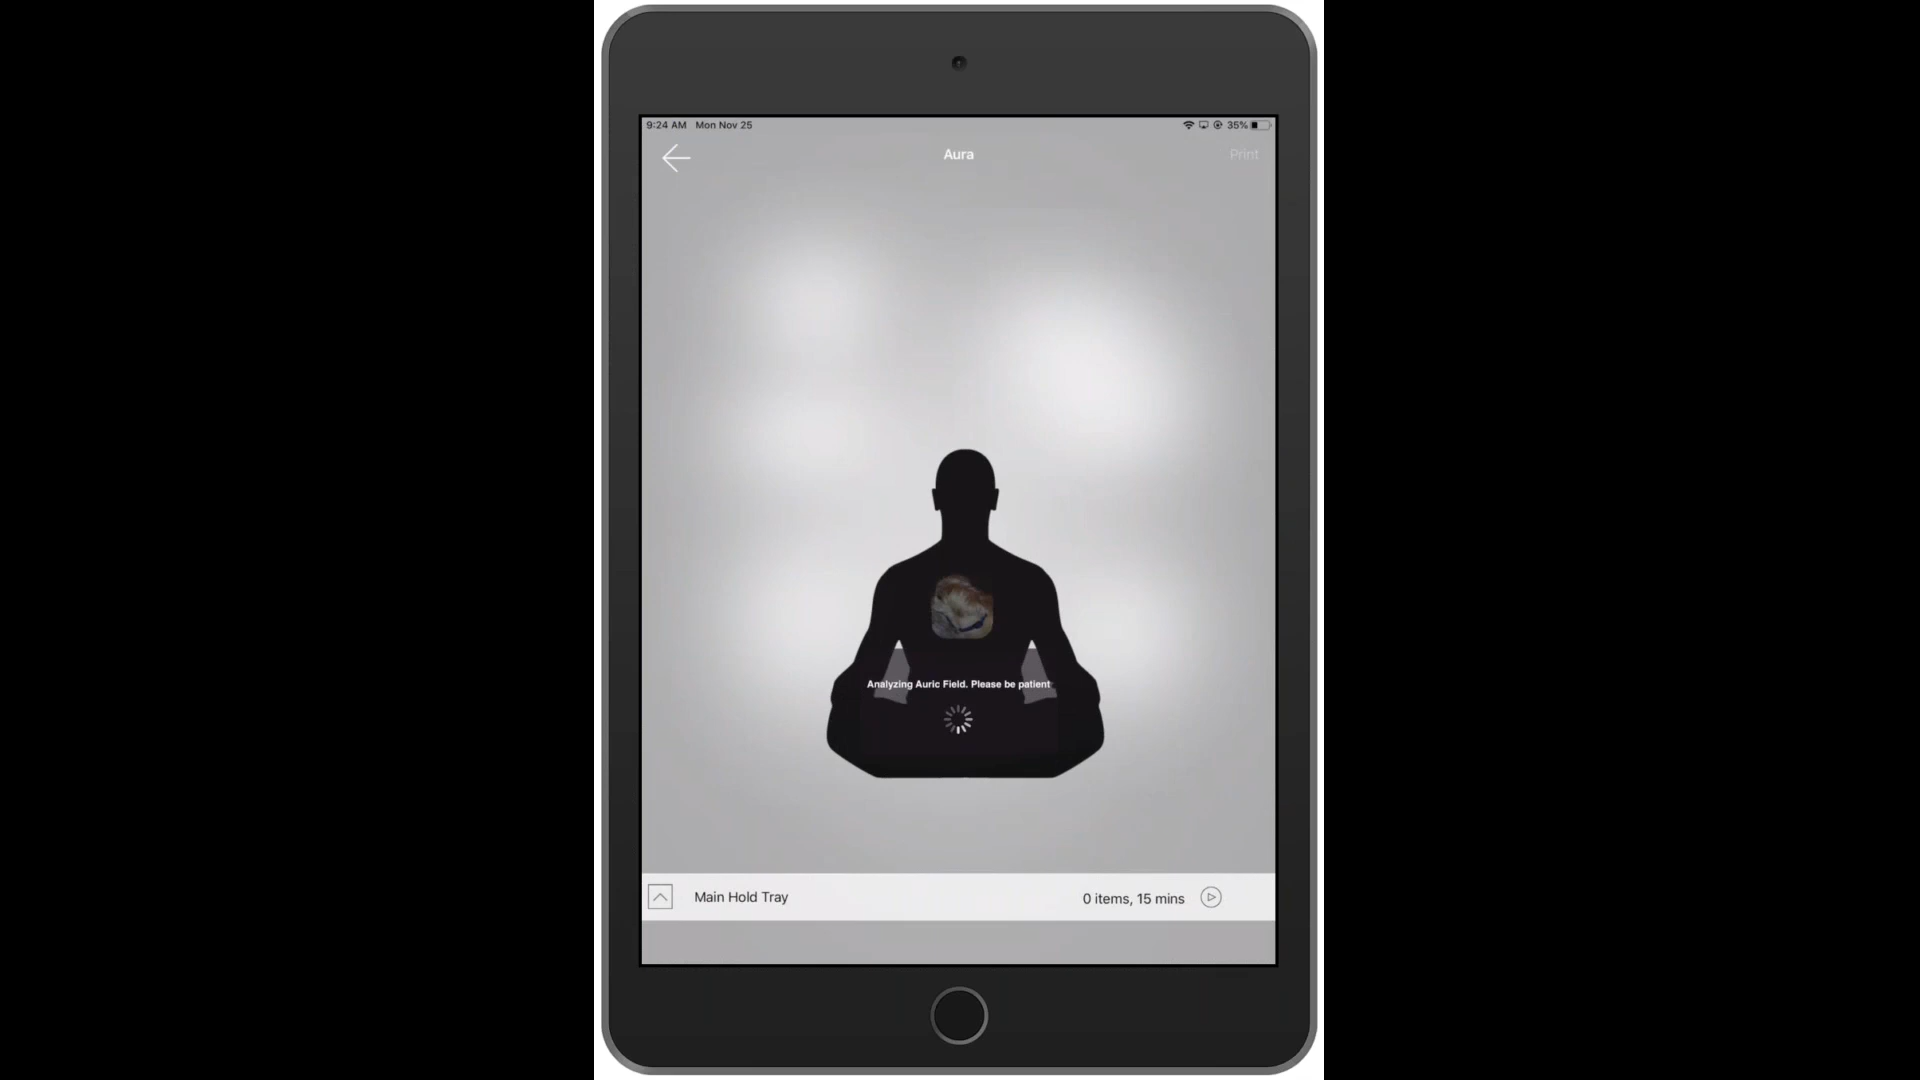 9:24 AM Mon Nov 25 35%
Aura Print
Analyzing Auric Field. Please be patient
Main Hold Tray 0 items, 15 mins